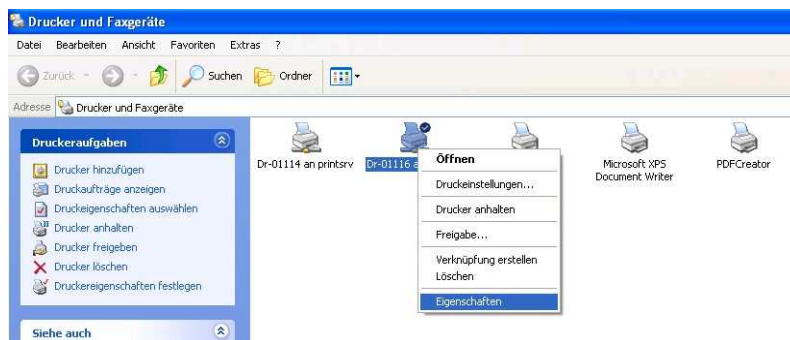 Drucker und Faxgeräte
Datei Bearbeiten Ansicht Favoriten Extras ?
Zurück Suchen Ordner
Adresse Drucker und Faxgeräte
Druckeraufgaben
Drucker hinzufügen
Druckaufträge anzeigen
Druckeigenschaften auswählen
Drucker anhalten
Drucker freigeben
Drucker löschen
Druckereigenschaften festlegen
Siehe auch
Dr-01114 an printsrv
Dr-01116 a
Öffnen
Druckeinstellungen...
Drucker anhalten
Freigabe...
Verknüpfung erstellen
Löschen
Eigenschaften
Microsoft XPS
Document Writer
PDFCreator